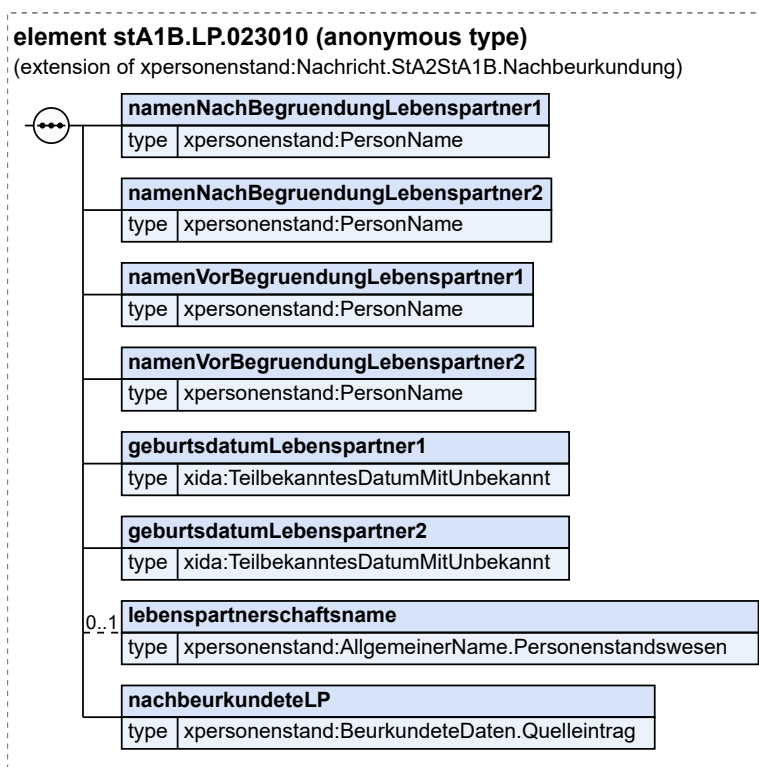 element stA1B.LP.023010 (anonymous type)
(extension of xpersonenstand:Nachricht.StA2StA1B.Nachbeurkundung)
namenNachBegruendungLebenspartner1
type xpersonenstand:PersonName
namenNachBegruendungLebenspartner2
type xpersonenstand:PersonName
namenVorBegruendungLebenspartner1
type xpersonenstand:PersonName
namenVorBegruendungLebenspartner2
type xpersonenstand:PersonName
geburtsdatumLebenspartner1
type xida:TeilbekanntesDatumMitUnbekannt
geburtsdatumLebenspartner2
type xida:TeilbekanntesDatumMitUnbekannt
0..1 lebenspartnerschaftsname
type xpersonenstand:AllgemeinerName.Personenstandswesen
nachbeurkundeteLP
type xpersonenstand:BeurkundeteDaten.Quelleintrag